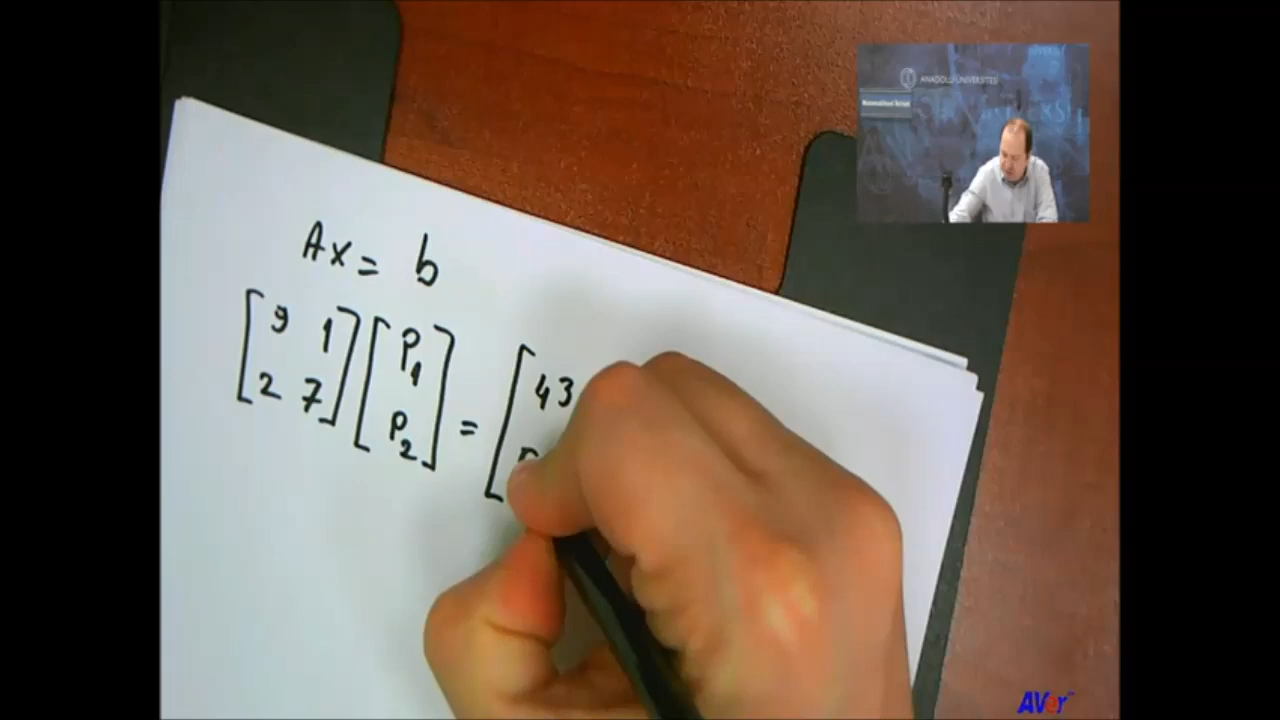 ANADOLU ÜNİVERSİTESİ
Ax = b
9 1
2 7
P1
P2
=
43
AVer